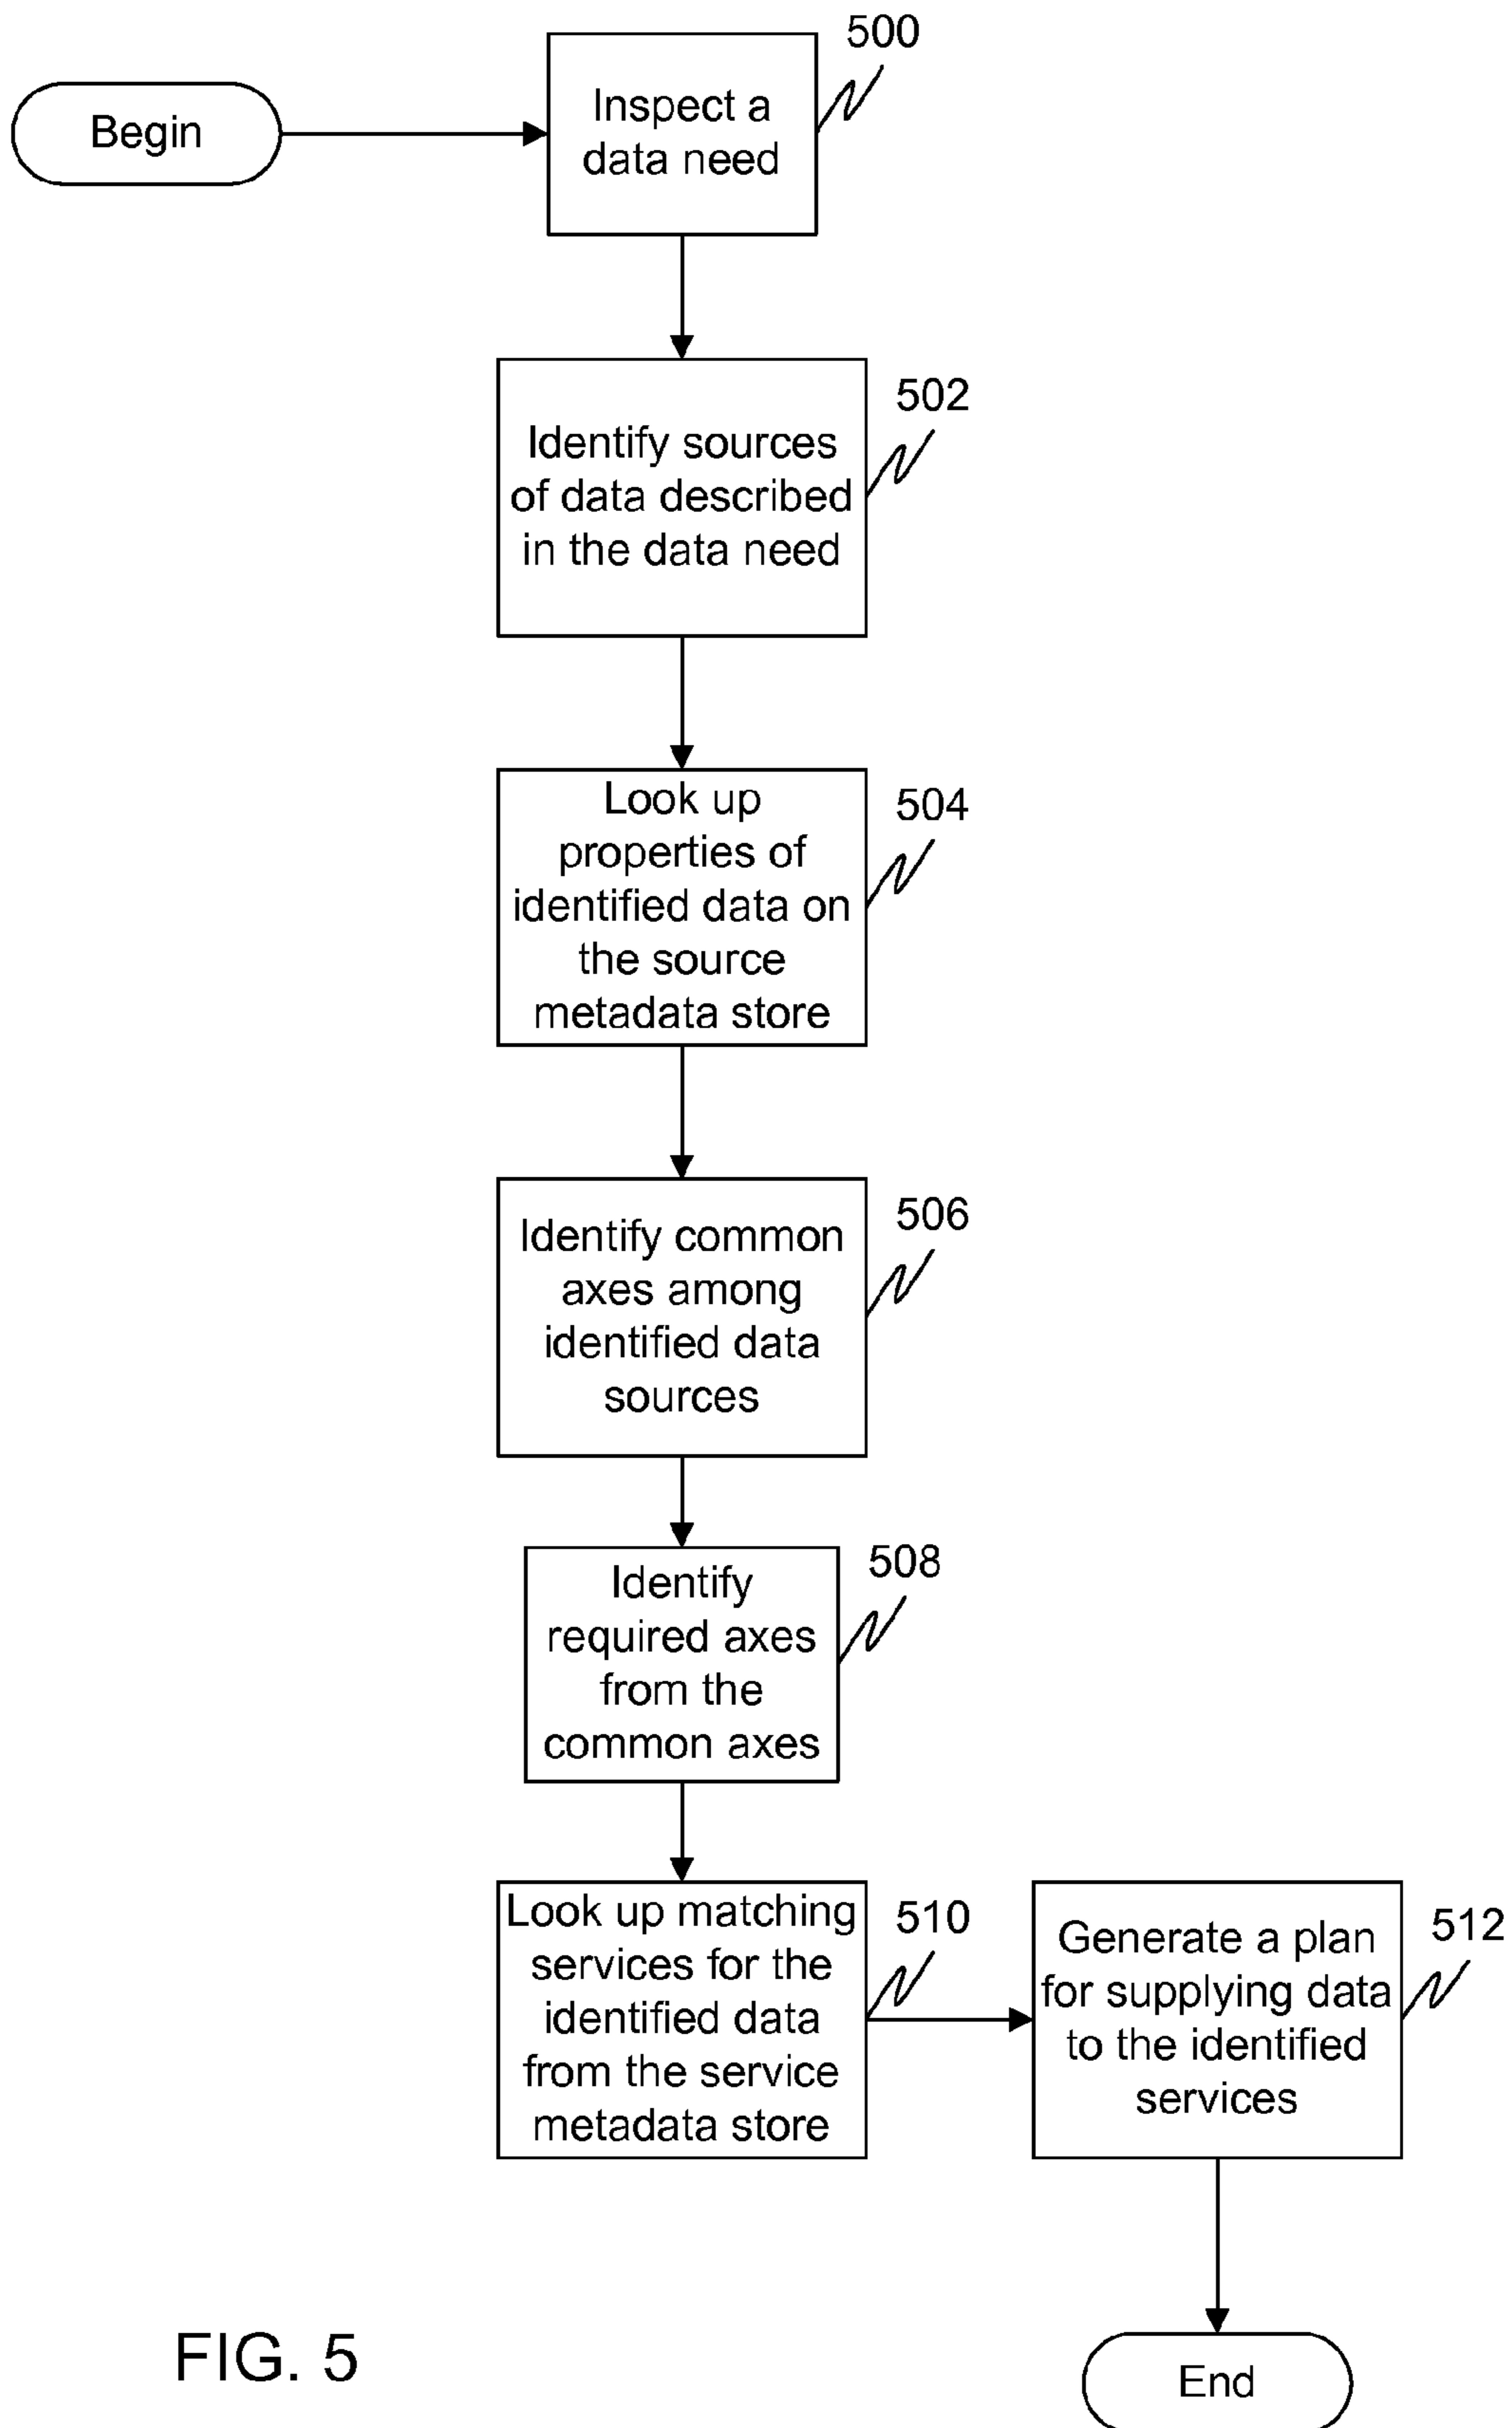 Begin
500
Inspect a
data need
502
Identify sources
of data described
in the data need
504
Look up
properties of
identified data on
the source
metadata store
506
Identify common
axes among
identified data
sources
508
Identify
required axes
from the
common axes
510
Look up matching
services for the
identified data
from the service
metadata store
512
Generate a plan
for supplying data
to the identified
services
End
FIG. 5